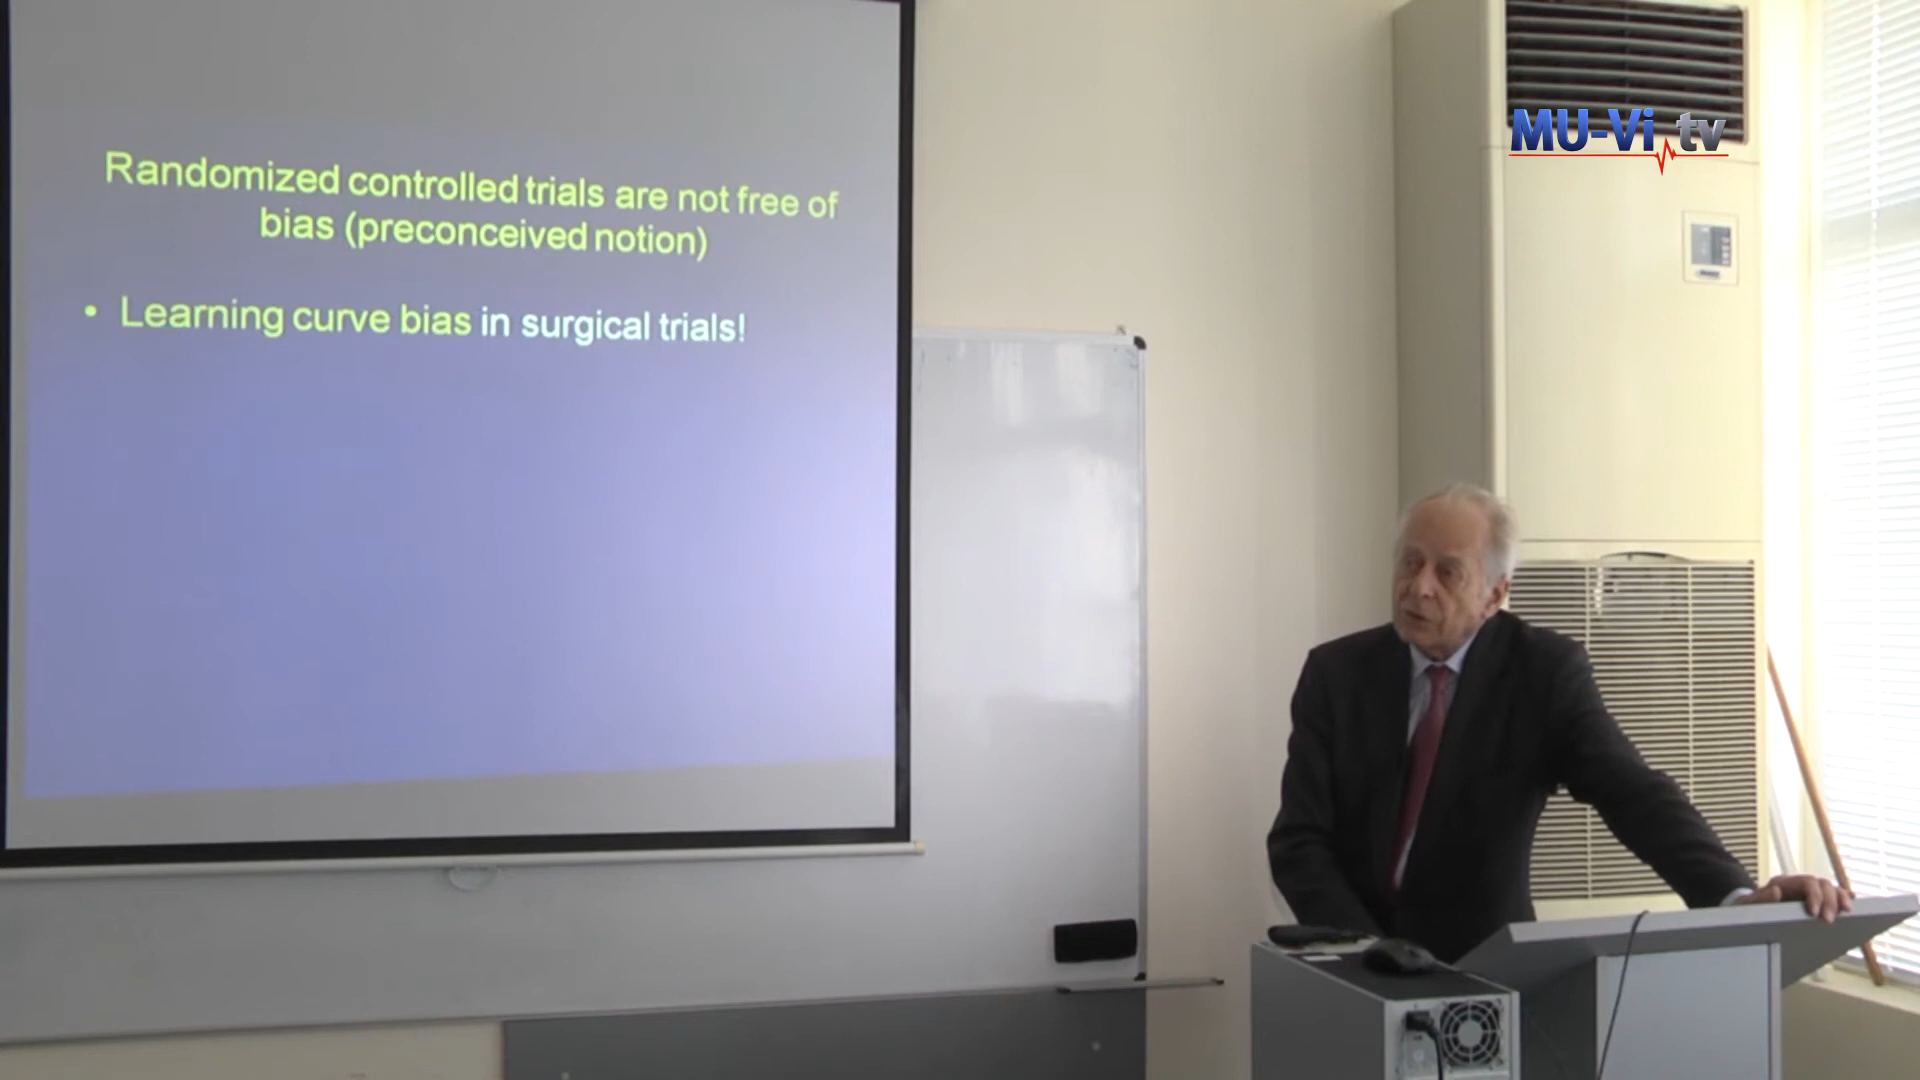 MU-Vi tv
Randomized controlled trials are not free of
bias (preconceived notion)
• Learning curve bias in surgical trials!